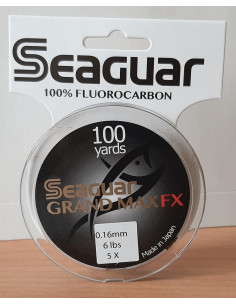 Seaguar
100% FLUOROCARBON
100
yards
Seaguar
GRAND MAX FX
0.16mm
6 lbs
5 X
Made in Japan